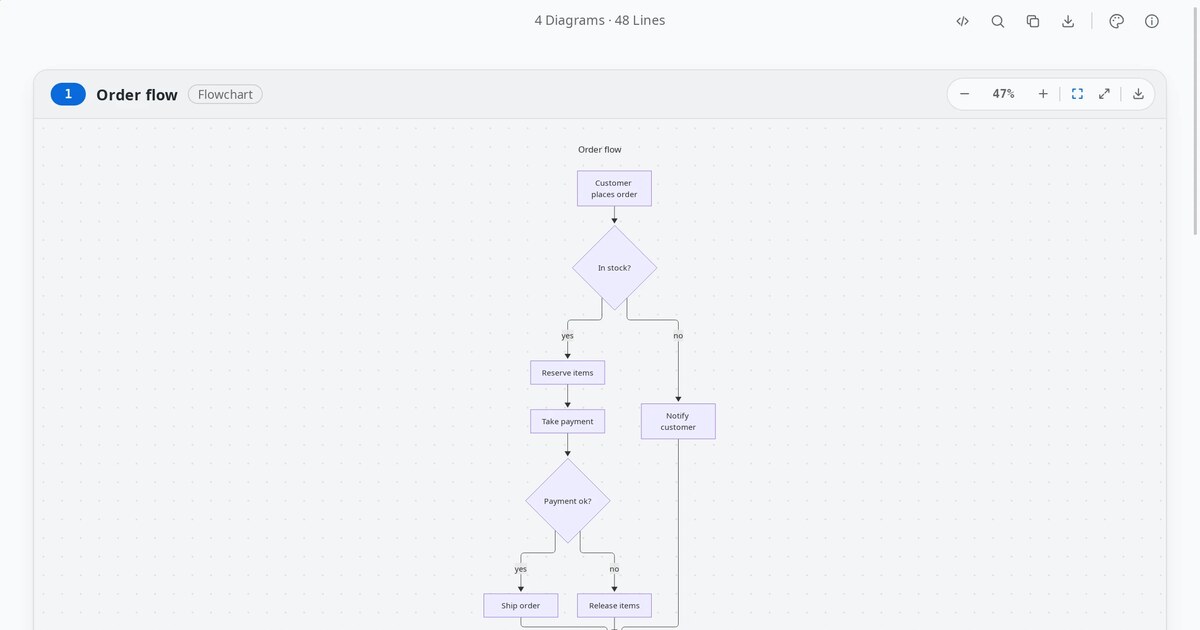 4 Diagrams · 48 Lines
1 Order flow Flowchart
47%
Order flow
Customer
places order
In stock?
yes
no
Reserve items
Take payment
Notify
customer
Payment ok?
yes
no
Ship order
Release items